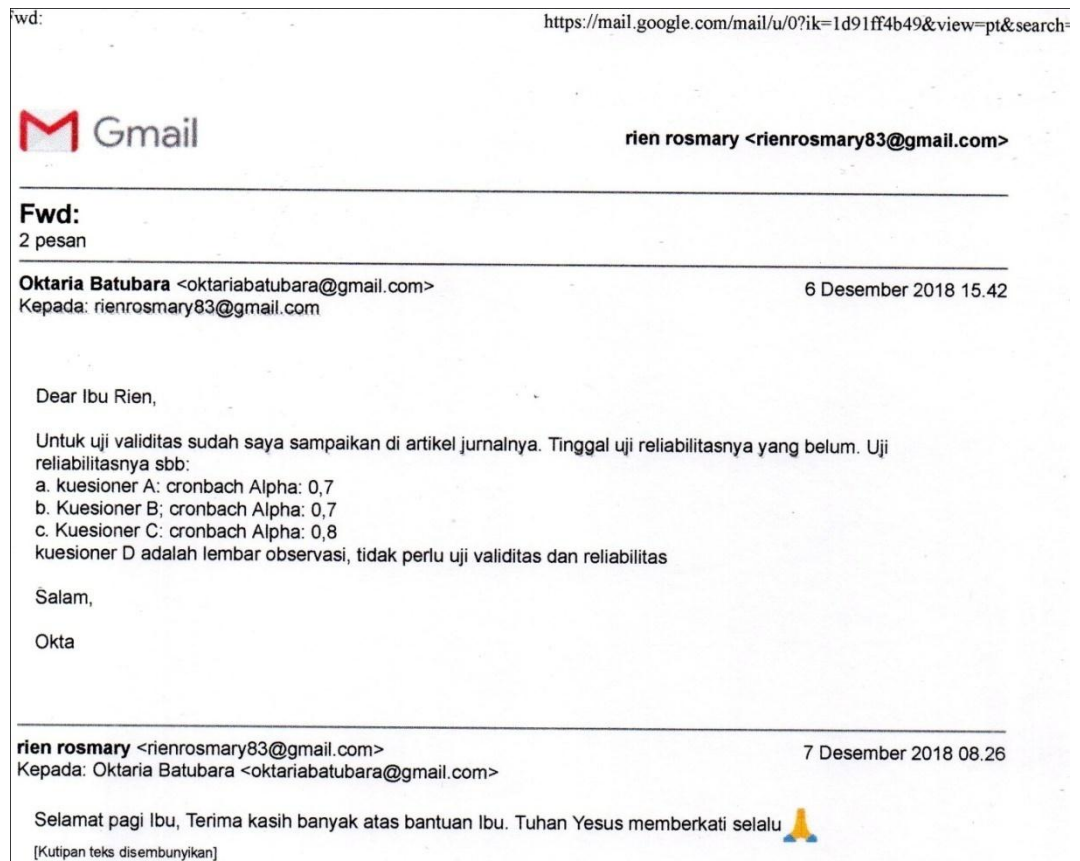 Fwd:
https://mail.google.com/mail/u/0?ik=1d91ff4b49&view=pt&search=
Gmail
rien rosmary <rienrosmary83@gmail.com>
Fwd:
2 pesan
Oktaria Batubara <oktariabatubara@gmail.com>
6 Desember 2018 15.42
Kepada: rienrosmary83@gmail.com
Dear Ibu Rien,
Untuk uji validitas sudah saya sampaikan di artikel jurnalnya. Tinggal uji reliabilitasnya yang belum. Uji
reliabilitasnya sbb:
a. kuesioner A: cronbach Alpha: 0,7
b. Kuesioner B; cronbach Alpha: 0,7
c. Kuesioner C: cronbach Alpha: 0,8
kuesioner D adalah lembar observasi, tidak perlu uji validitas dan reliabilitas
Salam,
Okta
rien rosmary <rienrosmary83@gmail.com>
7 Desember 2018 08.26
Kepada: Oktaria Batubara <oktariabatubara@gmail.com>
Selamat pagi Ibu, Terima kasih banyak atas bantuan Ibu. Tuhan Yesus memberkati selalu 🙏
[Kutipan teks disembunyikan]